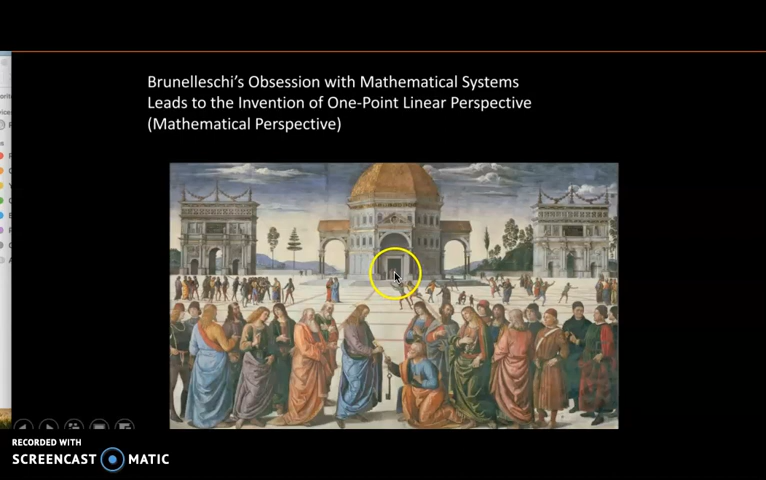 Brunelleschi's Obsession with Mathematical Systems
Leads to the Invention of One-Point Linear Perspective
(Mathematical Perspective)
RECORDED WITH
SCREENCAST MATIC